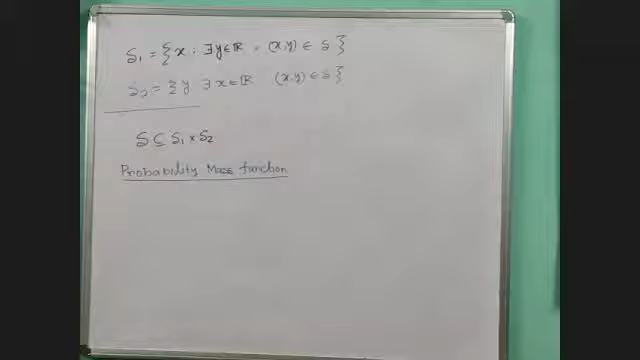 S₁ = { x : ∃ y ∈ ℝ , (x,y) ∈ S }
S₂ = { y ∃ x ∈ ℝ (x,y) ∈ S }
S ⊆ S₁ × S₂
Probability Mass function